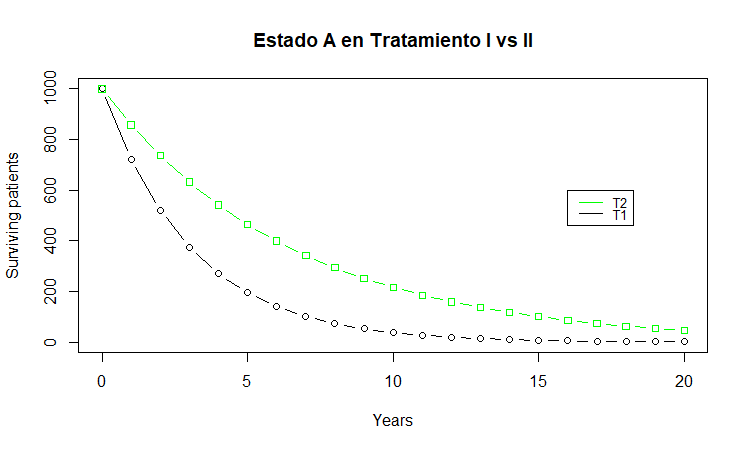 Estado A en Tratamiento I vs II
Surviving patients
1000
800
600
400
200
0
T2
T1
0 5 10 15 20
Years